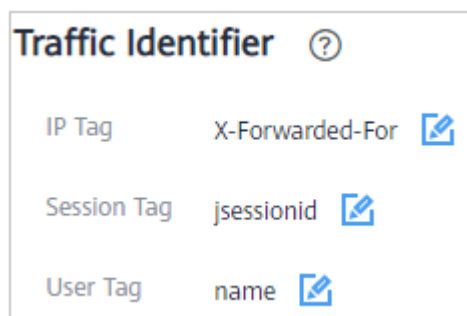 Traffic Identifier ?
IP Tag X-Forwarded-For
Session Tag jsessionid
User Tag name